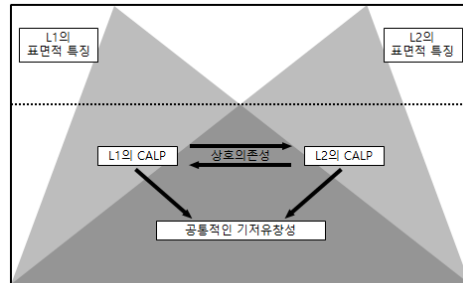 L1의
표면적 특징
L2의
표면적 특징
L1의 CALP
상호의존성
L2의 CALP
공통적인 기저유창성